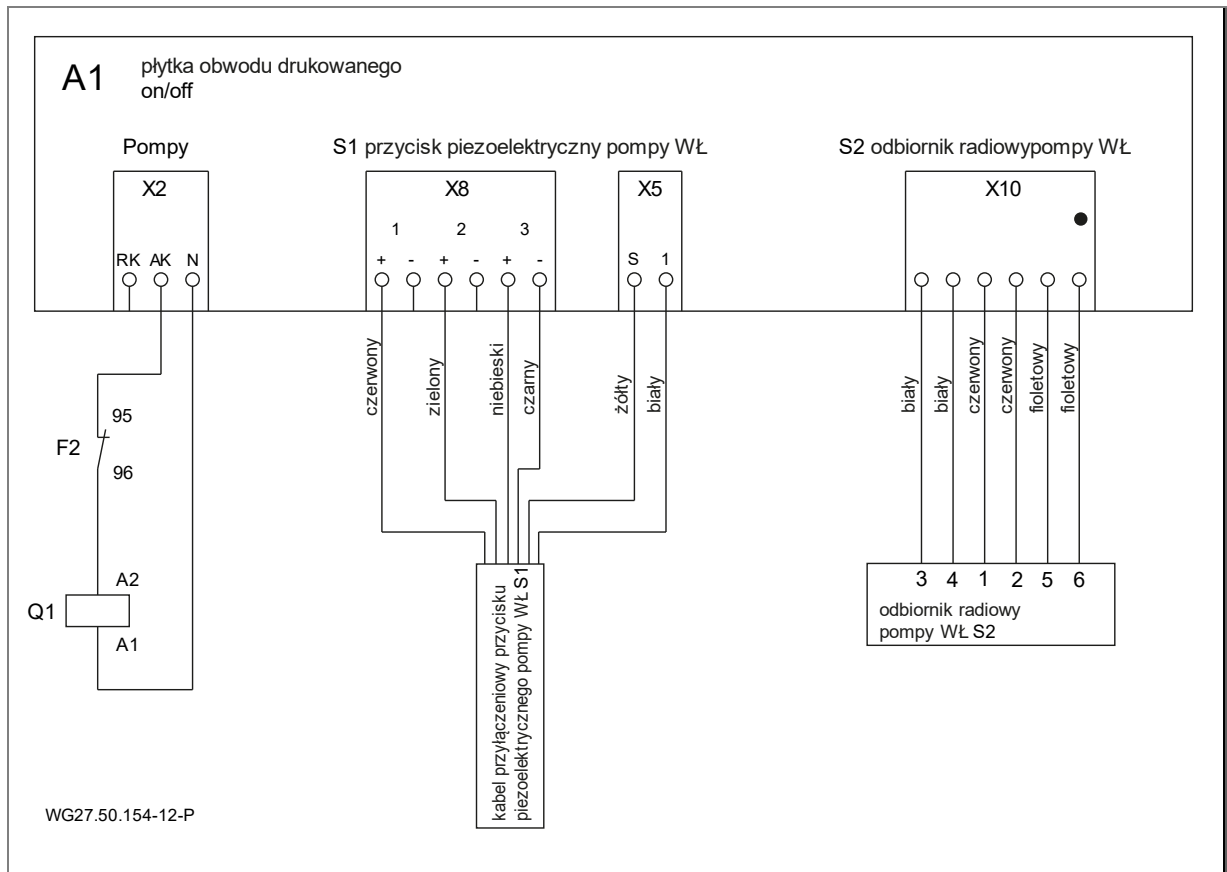 A1
płytka obwodu drukowanego
on/off
Pompy
S1 przycisk piezoelektryczny pompy WŁ
S2 odbiornik radiowypompy WŁ
X2
X8
X5
X10
1 2 3
RK AK N
+ - + - + -
S 1
czerwony
zielony
niebieski
czarny
żółty
biały
biały
biały
czerwony
czerwony
fioletowy
fioletowy
95
F2
96
A2
Q1
A1
kabel przyłączeniowy przycisku
piezoelektrycznego pompy WŁ S1
3 4 1 2 5 6
odbiornik radiowy
pompy WŁ S2
WG27.50.154-12-P